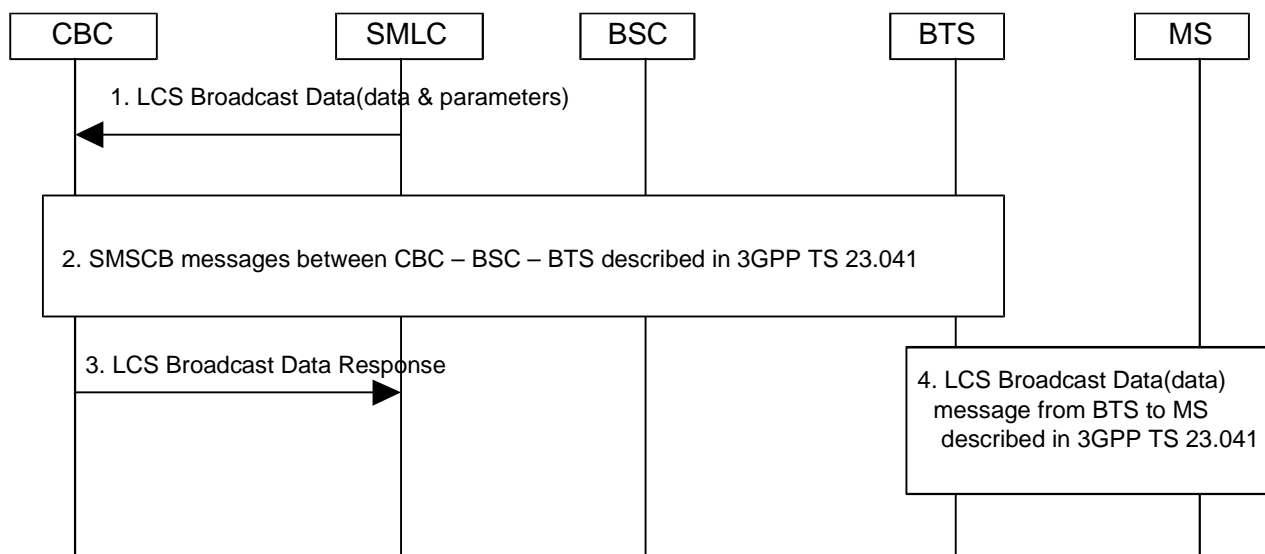 CBC SMLC BSC BTS MS
1. LCS Broadcast Data(data & parameters)
2. SMSCB messages between CBC – BSC – BTS described in 3GPP TS 23.041
3. LCS Broadcast Data Response
4. LCS Broadcast Data(data)
message from BTS to MS
described in 3GPP TS 23.041